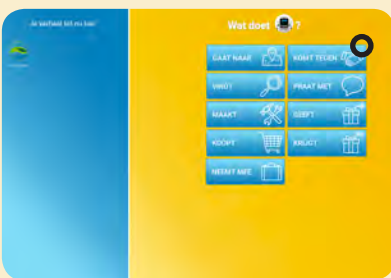 Je verhaal tot nu toe:
Wat doet ?
GAAT NAAR
KOMT TEGEN
VINDT
PRAAT MET
MAAKT
GEEFT
KOOPT
KRIJGT
NEEMT MEE